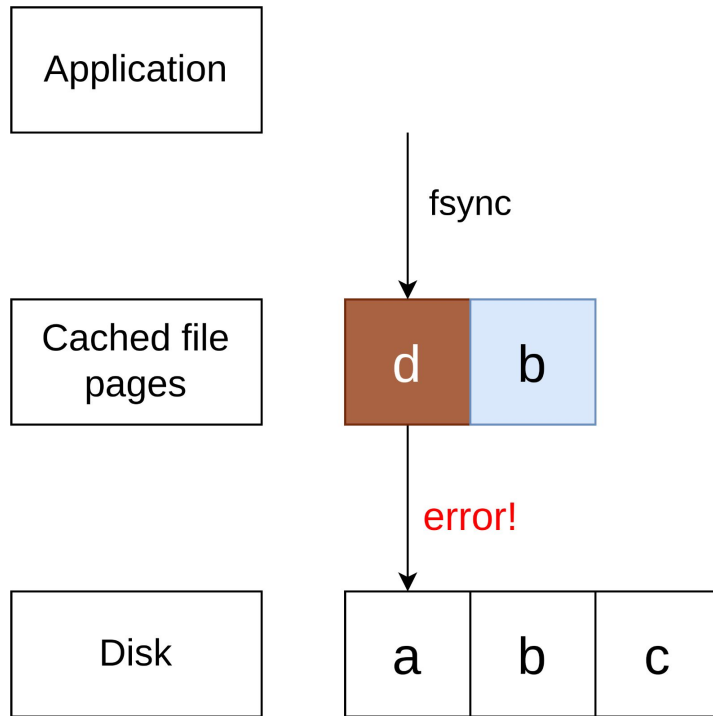 Application
fsync
Cached file
pages
d b
error!
Disk
a b c